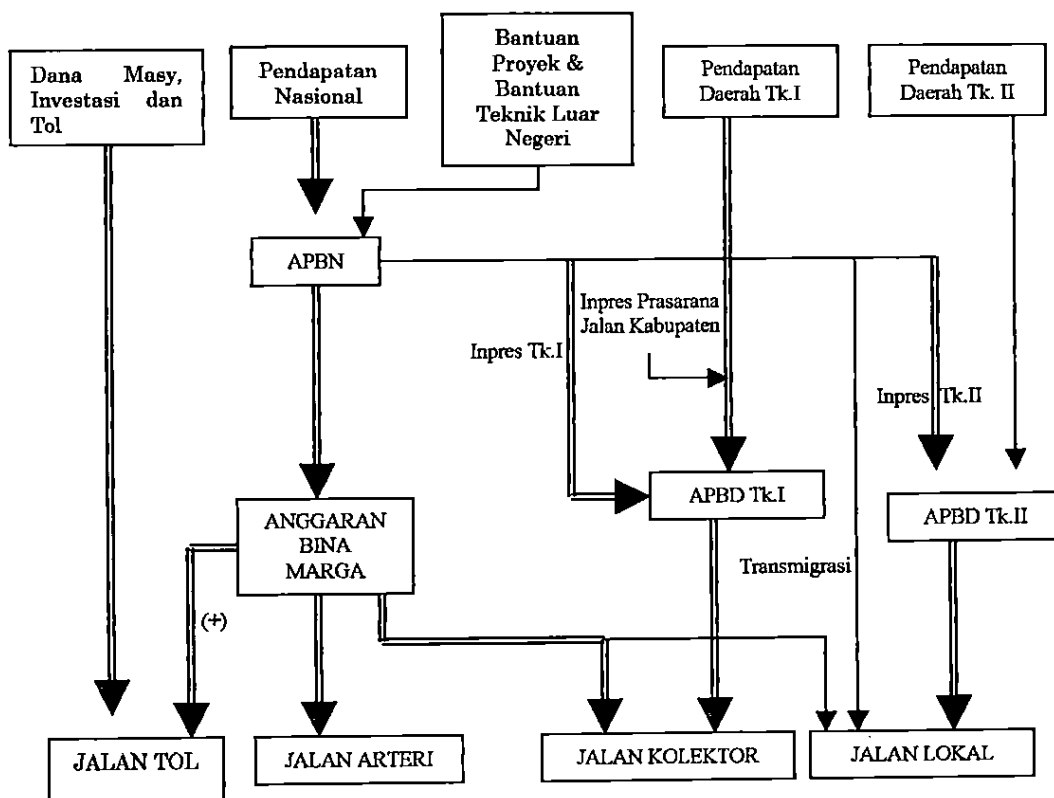 Dana Masy,
Investasi dan
Tol
Pendapatan
Nasional
Bantuan
Proyek &
Bantuan
Teknik Luar
Negeri
Pendapatan
Daerah Tk.I
Pendapatan
Daerah Tk. II
APBN
Inpres Prasarana
Jalan Kabupaten
Inpres Tk.I
Inpres Tk.II
APBD Tk.I
APBD Tk.II
ANGGARAN
BINA
MARGA
Transmigrasi
(+)
JALAN TOL
JALAN ARTERI
JALAN KOLEKTOR
JALAN LOKAL